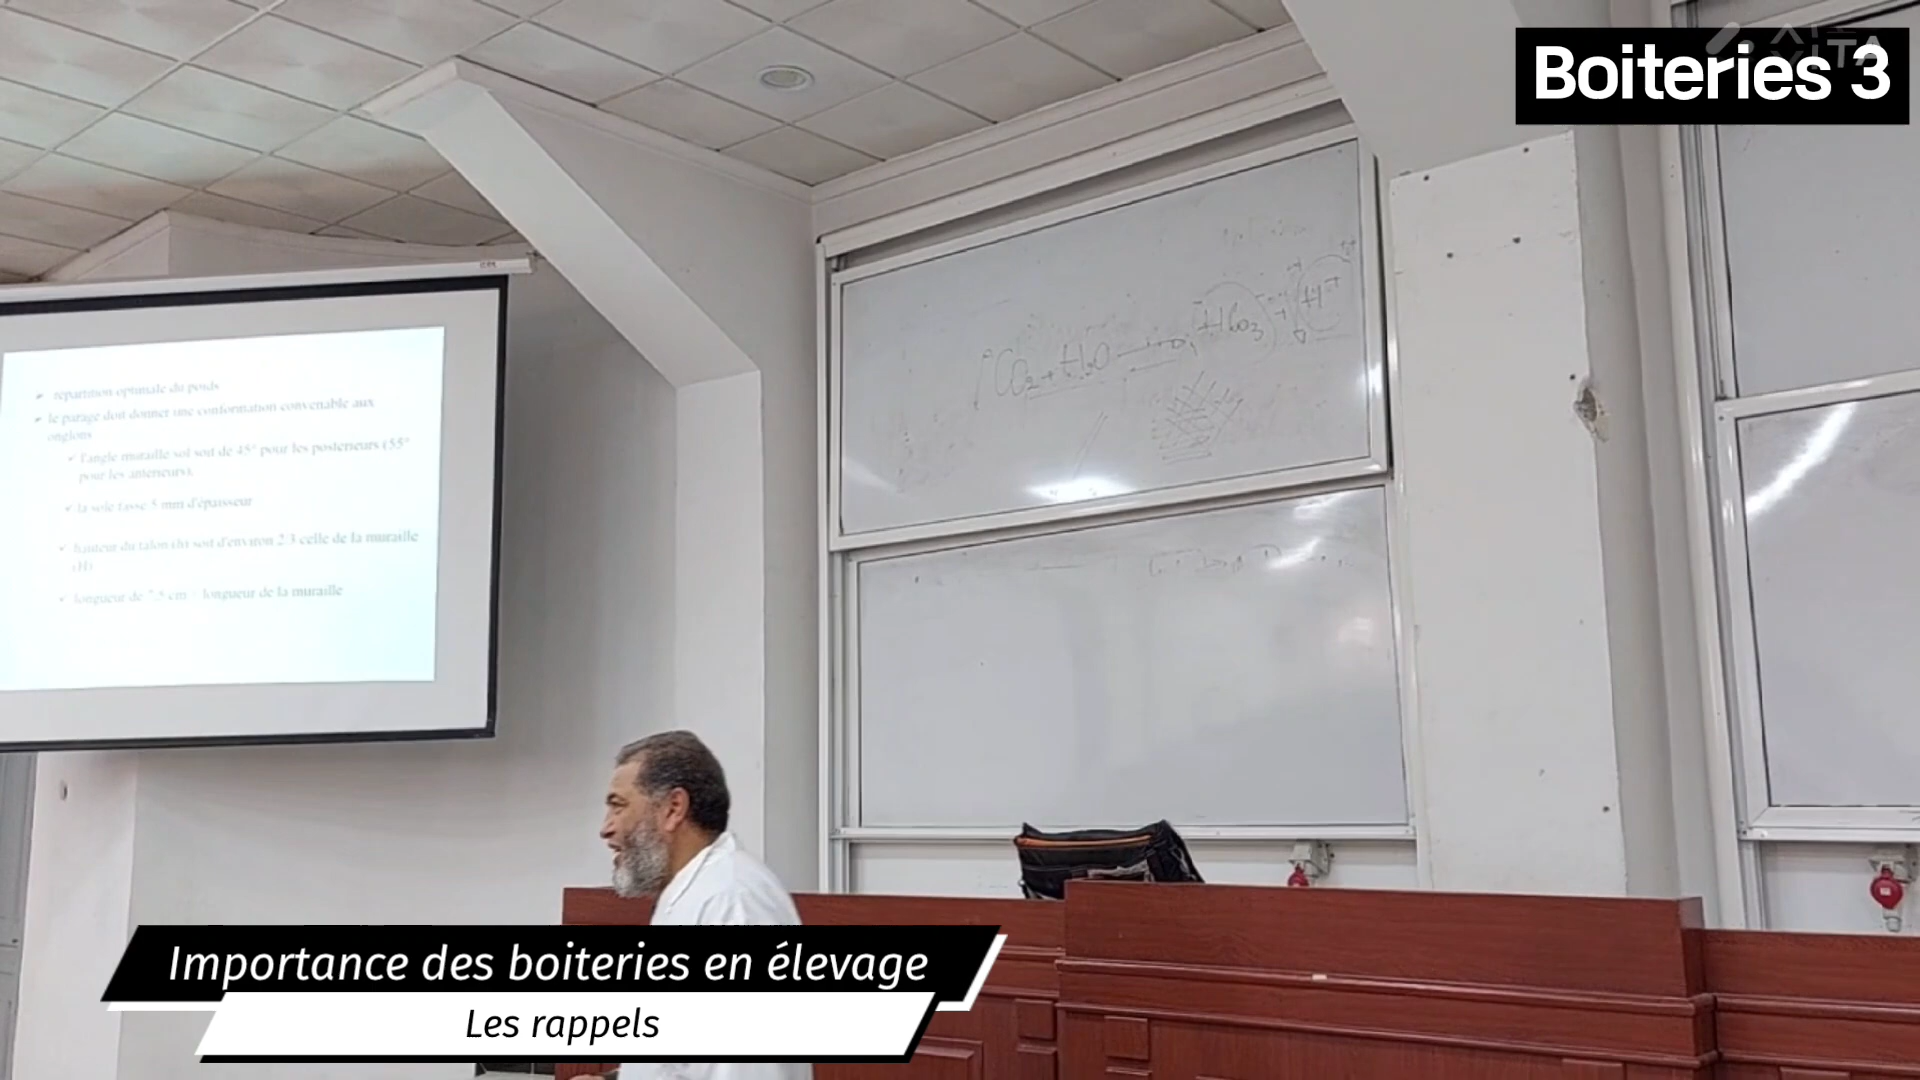 Boiteries 3
répartition optimale du poids
le parage doit donner une conformation convenable aux
onglons
l'angle muraille sol soit de 45° pour les postérieurs (55°
pour les antérieurs).
la sole fasse 5 mm d'épaisseur
hauteur du talon (h) soit d'environ 2/3 celle de la muraille
(H)
longueur de 7,5 cm = longueur de la muraille
CO2 + H2O
HCO3
H+
Importance des boiteries en élevage
Les rappels